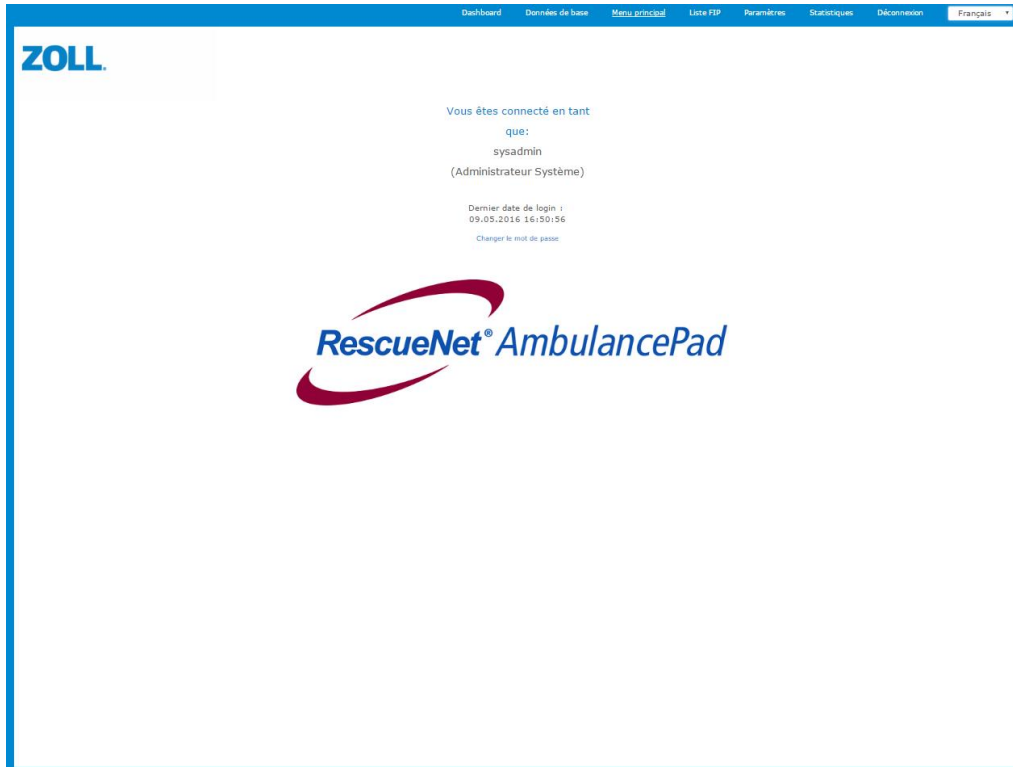 Dashboard Données de base Menu principal Liste FIP Paramètres Statistiques Déconnexion Français
ZOLL.
Vous êtes connecté en tant
que:
sysadmin
(Administrateur Système)
Dernier date de login :
09.05.2016 16:50:56
Changer le mot de passe
RescueNet® AmbulancePad